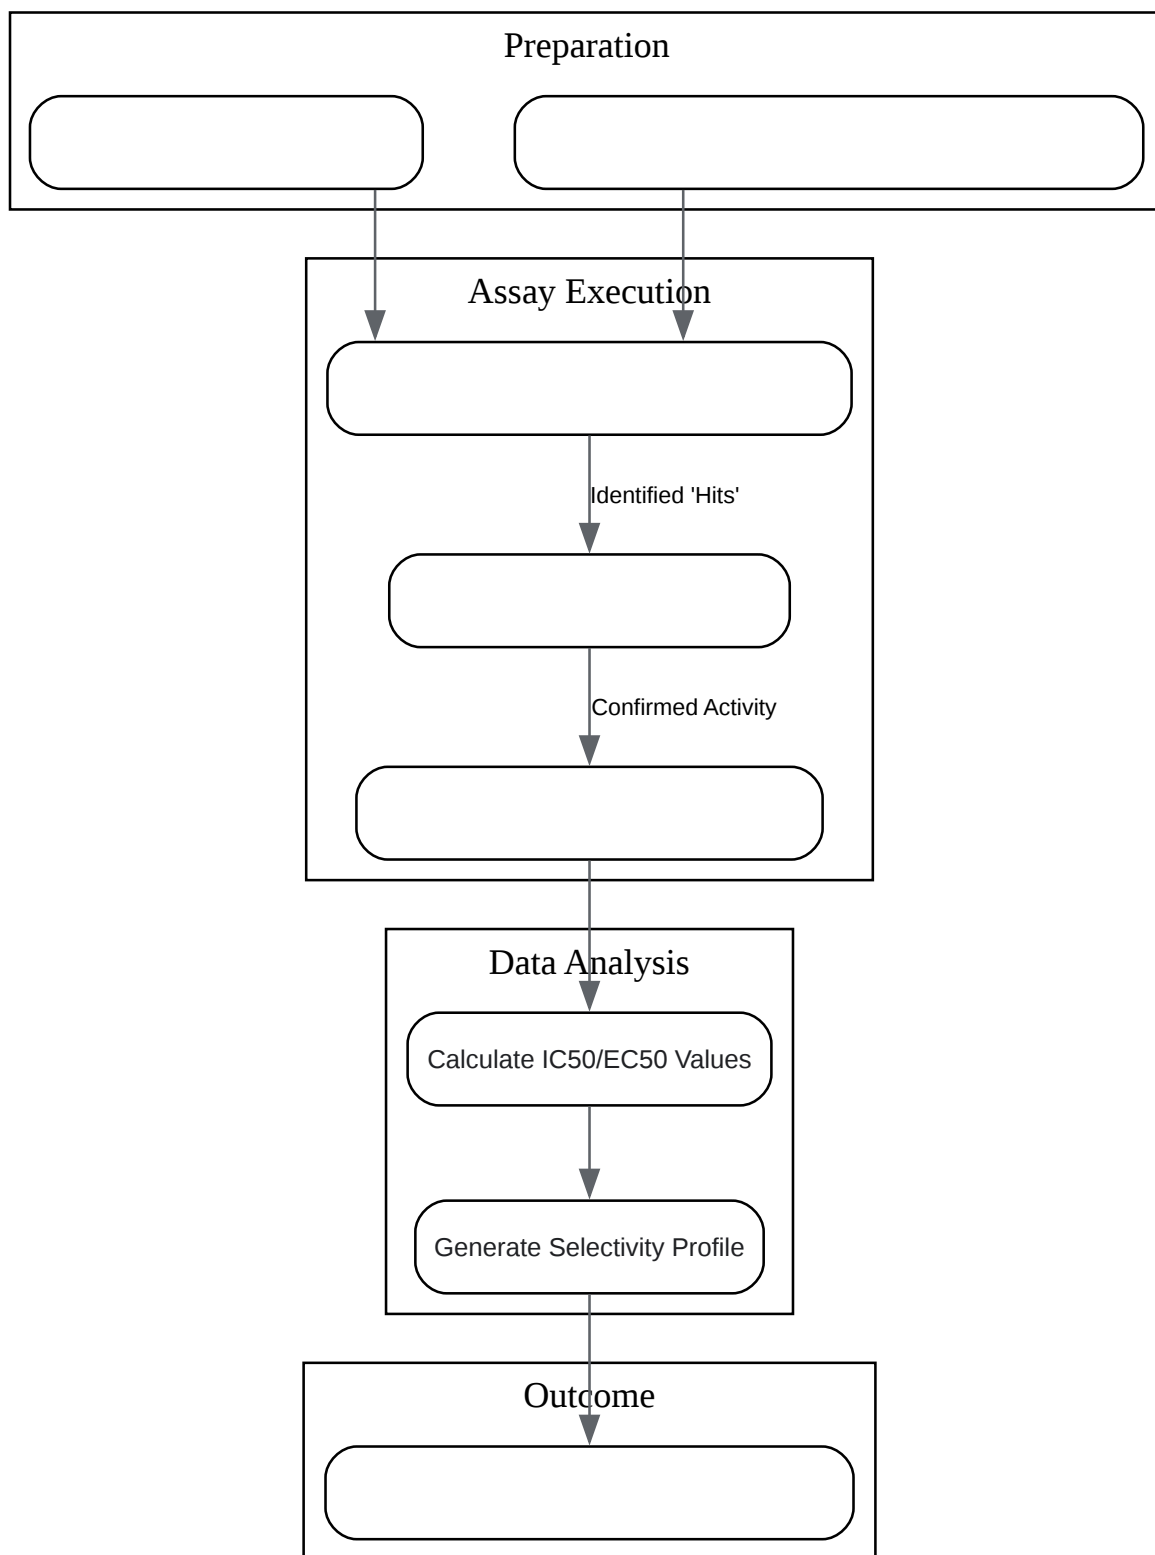 Preparation
Assay Execution
Identified 'Hits'
Confirmed Activity
Data Analysis
Calculate IC50/EC50 Values
Generate Selectivity Profile
Outcome